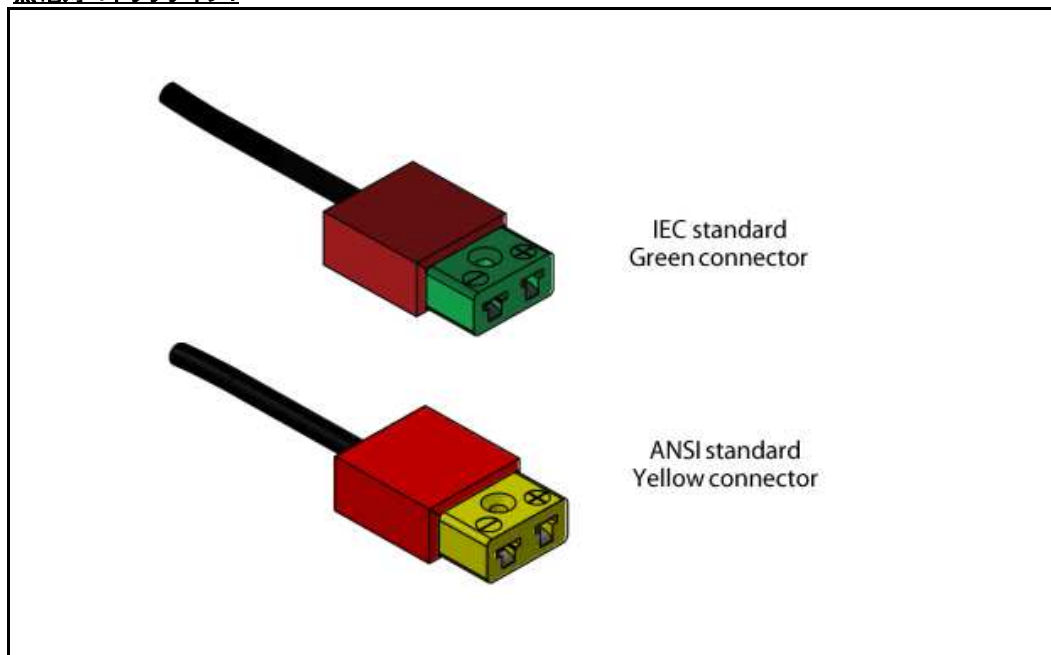 IEC standard
Green connector
ANSI standard
Yellow connector